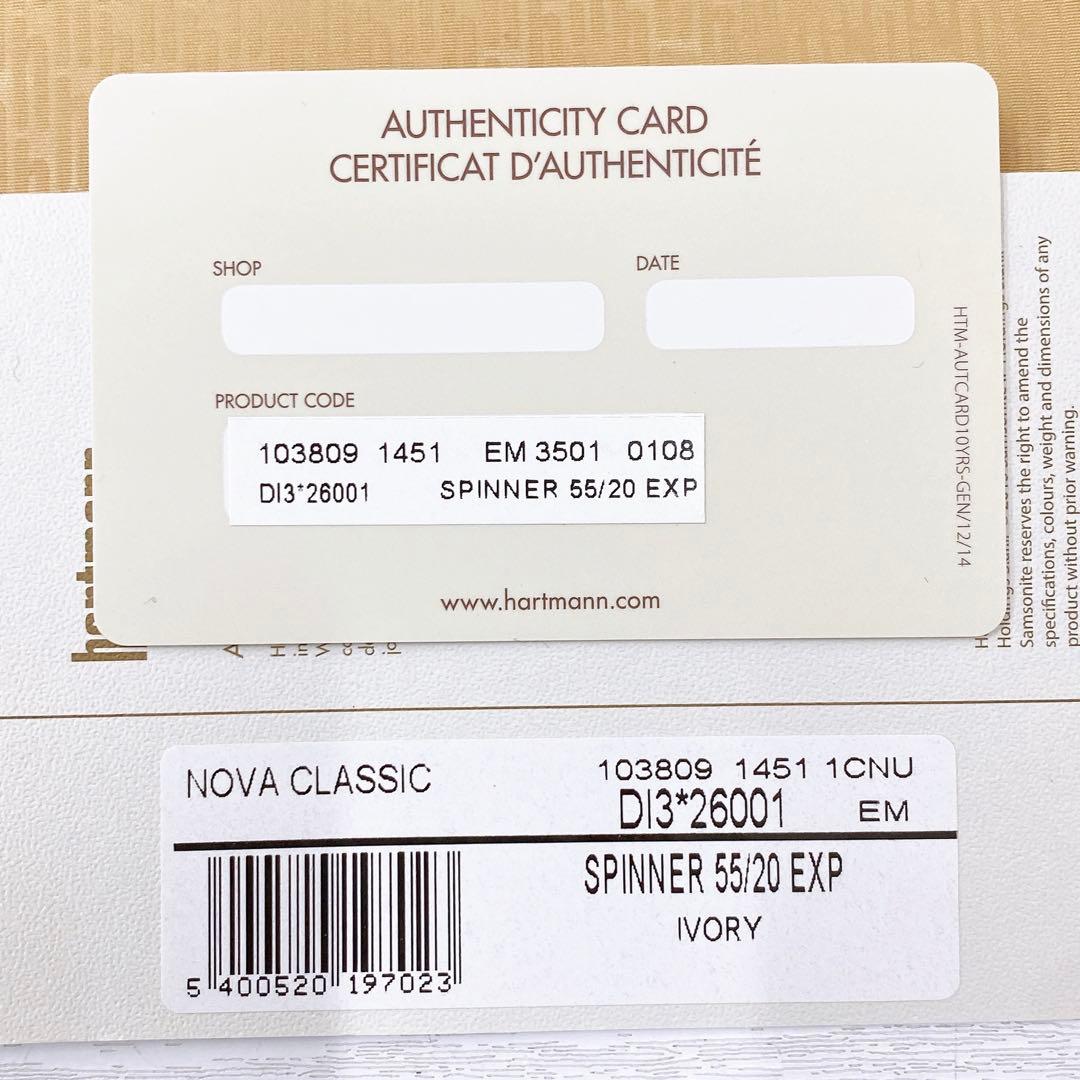 AUTHENTICITY CARD
CERTIFICAT D'AUTHENTICITÉ
SHOP
DATE
PRODUCT CODE
103809 1451 EM 3501 0108
DI3*26001 SPINNER 55/20 EXP
www.hartmann.com
HTM-AUTCARD10YRS-GEN/12/14
hartmann
Samsonite reserves the right to amend the
specifications, colours, weight and dimensions of any
product without prior warning.
NOVA CLASSIC
103809 1451 1CNU
DI3*26001 EM
SPINNER 55/20 EXP
IVORY
5 400520 197023